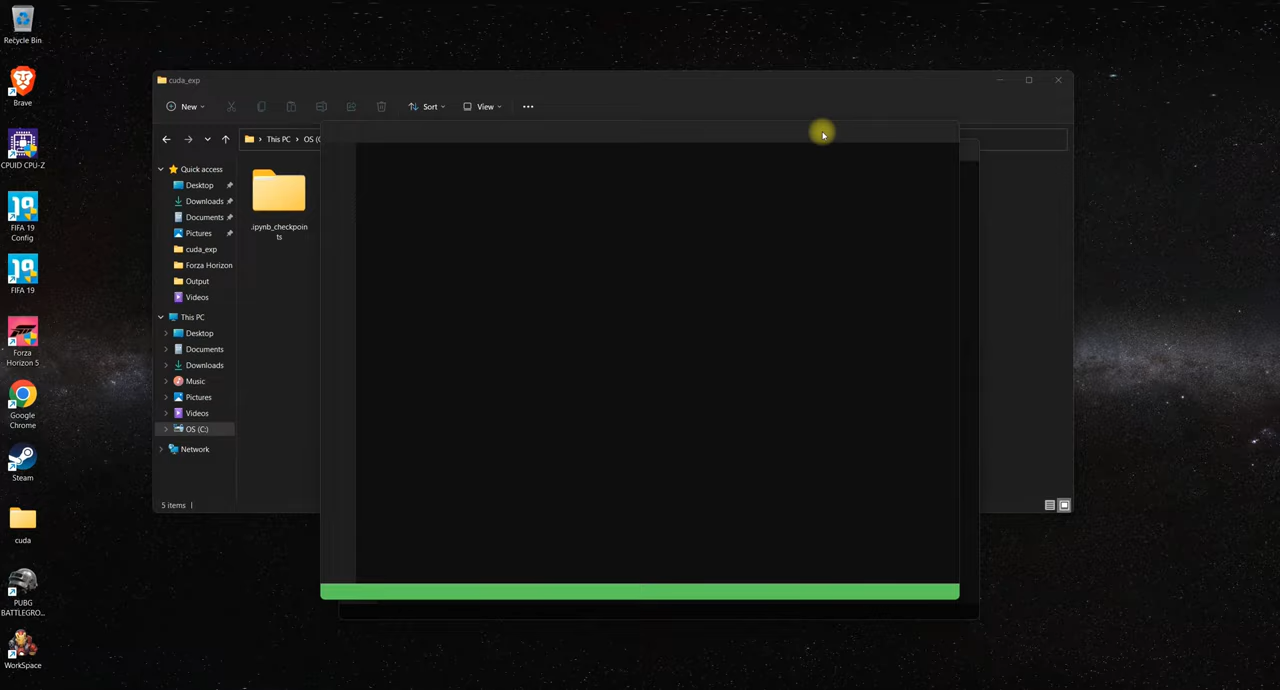 Recycle Bin
Brave
CPUID CPU-Z
FIFA 19
Config
FIFA 19
Forza
Horizon 5
Google
Chrome
Steam
cuda
PUBG
BATTLEGRO...
WorkSpace
cuda_exp
New
Sort
View
This PC
OS (C
Quick access
Desktop
Downloads
Documents
Pictures
cuda_exp
Forza Horizon
Output
Videos
This PC
Desktop
Documents
Downloads
Music
Pictures
Videos
OS (C:)
Network
.ipynb_checkpoin
ts
5 items